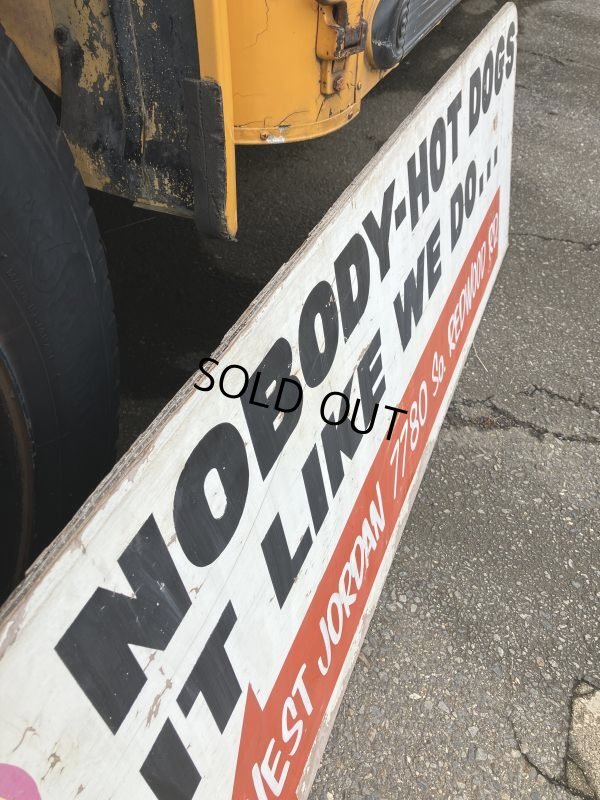 NOBODY-HOT DOGS
IT LIKE WE DO...
WEST JORDAN 7780 So. REDWOOD RD
SOLD OUT